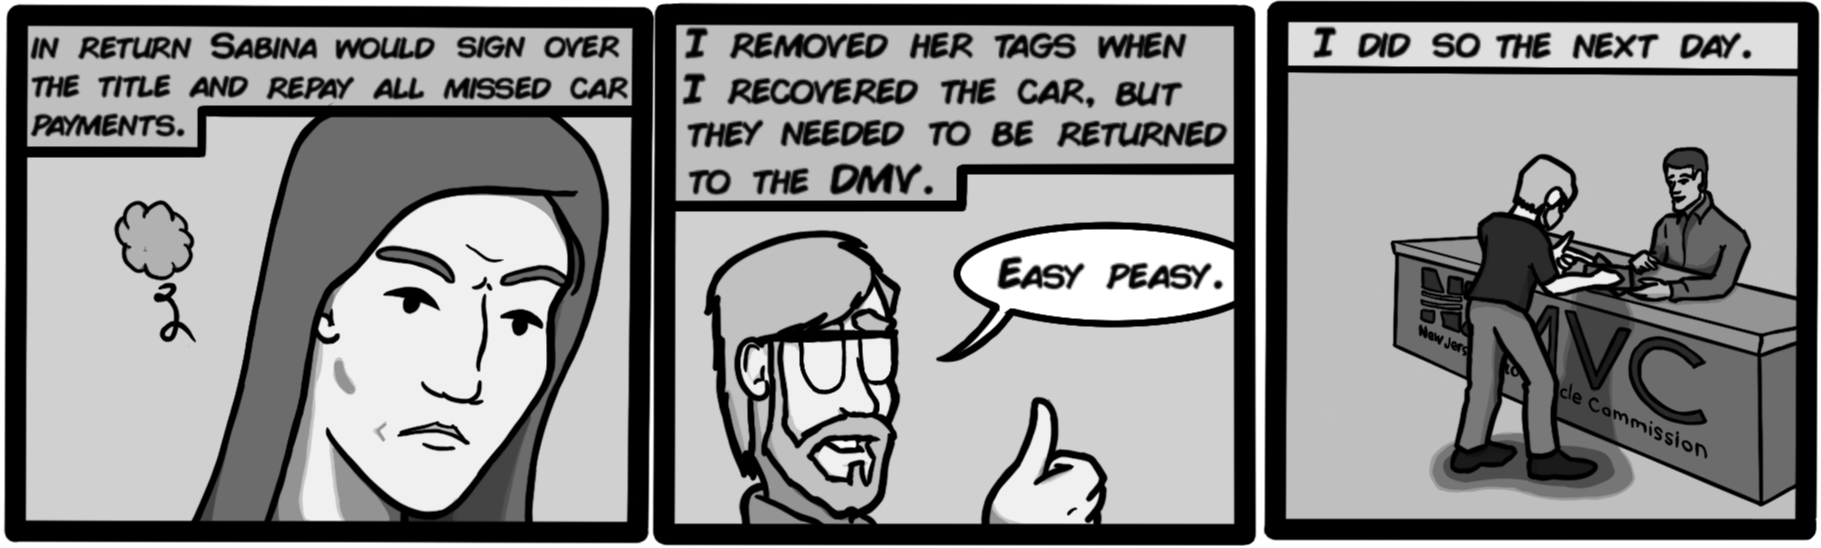 IN RETURN SABINA WOULD SIGN OVER
THE TITLE AND REPAY ALL MISSED CAR
PAYMENTS.
I REMOVED HER TAGS WHEN
I RECOVERED THE CAR, BUT
THEY NEEDED TO BE RETURNED
TO THE DMV.
EASY PEASY.
I DID SO THE NEXT DAY.
MVC
New Jers
cle Commission